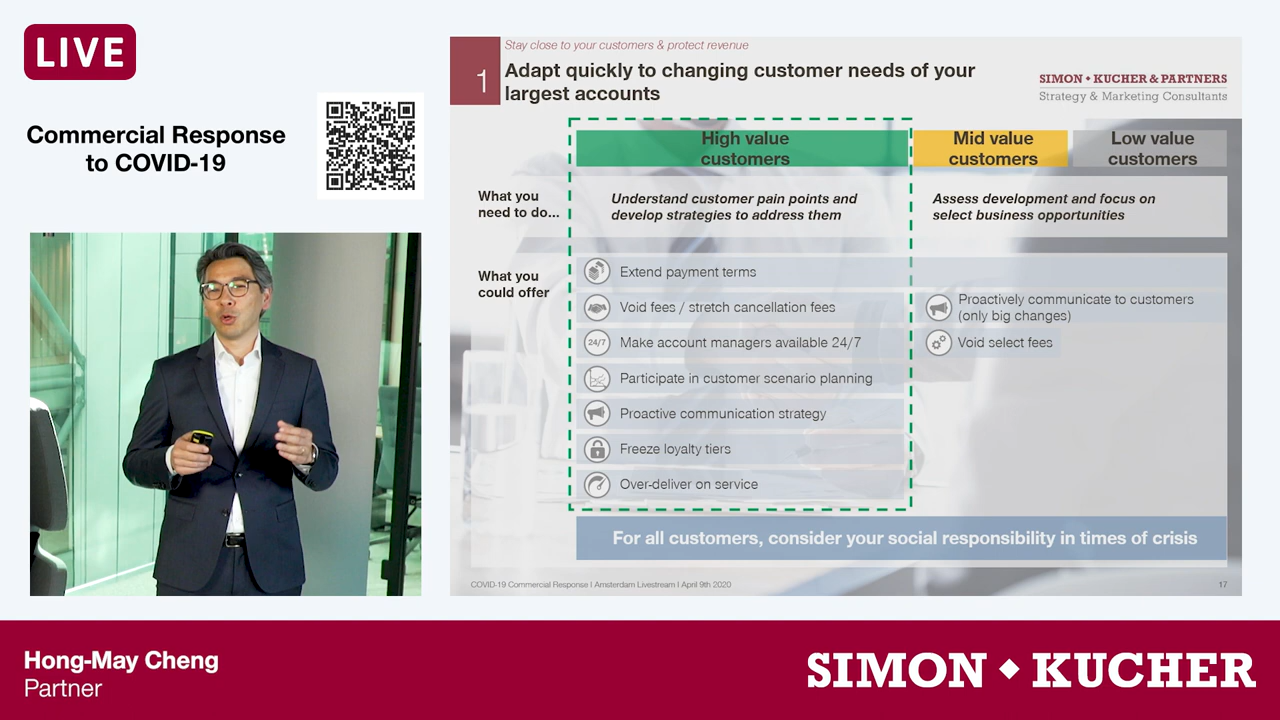 LIVE
Commercial Response
to COVID-19
Stay close to your customers & protect revenue
1
Adapt quickly to changing customer needs of your
largest accounts
SIMON • KUCHER & PARTNERS
Strategy & Marketing Consultants
High value
customers
Mid value
customers
Low value
customers
What you
need to do...
Understand customer pain points and
develop strategies to address them
Assess development and focus on
select business opportunities
What you
could offer
Extend payment terms
Void fees / stretch cancellation fees
24/7
Make account managers available 24/7
Participate in customer scenario planning
Proactive communication strategy
Freeze loyalty tiers
Over-deliver on service
Proactively communicate to customers
(only big changes)
Void select fees
For all customers, consider your social responsibility in times of crisis
COVID-19 Commercial Response I Amsterdam Livestream I April 9th 2020
17
Hong-May Cheng
Partner
SIMON ◆ KUCHER